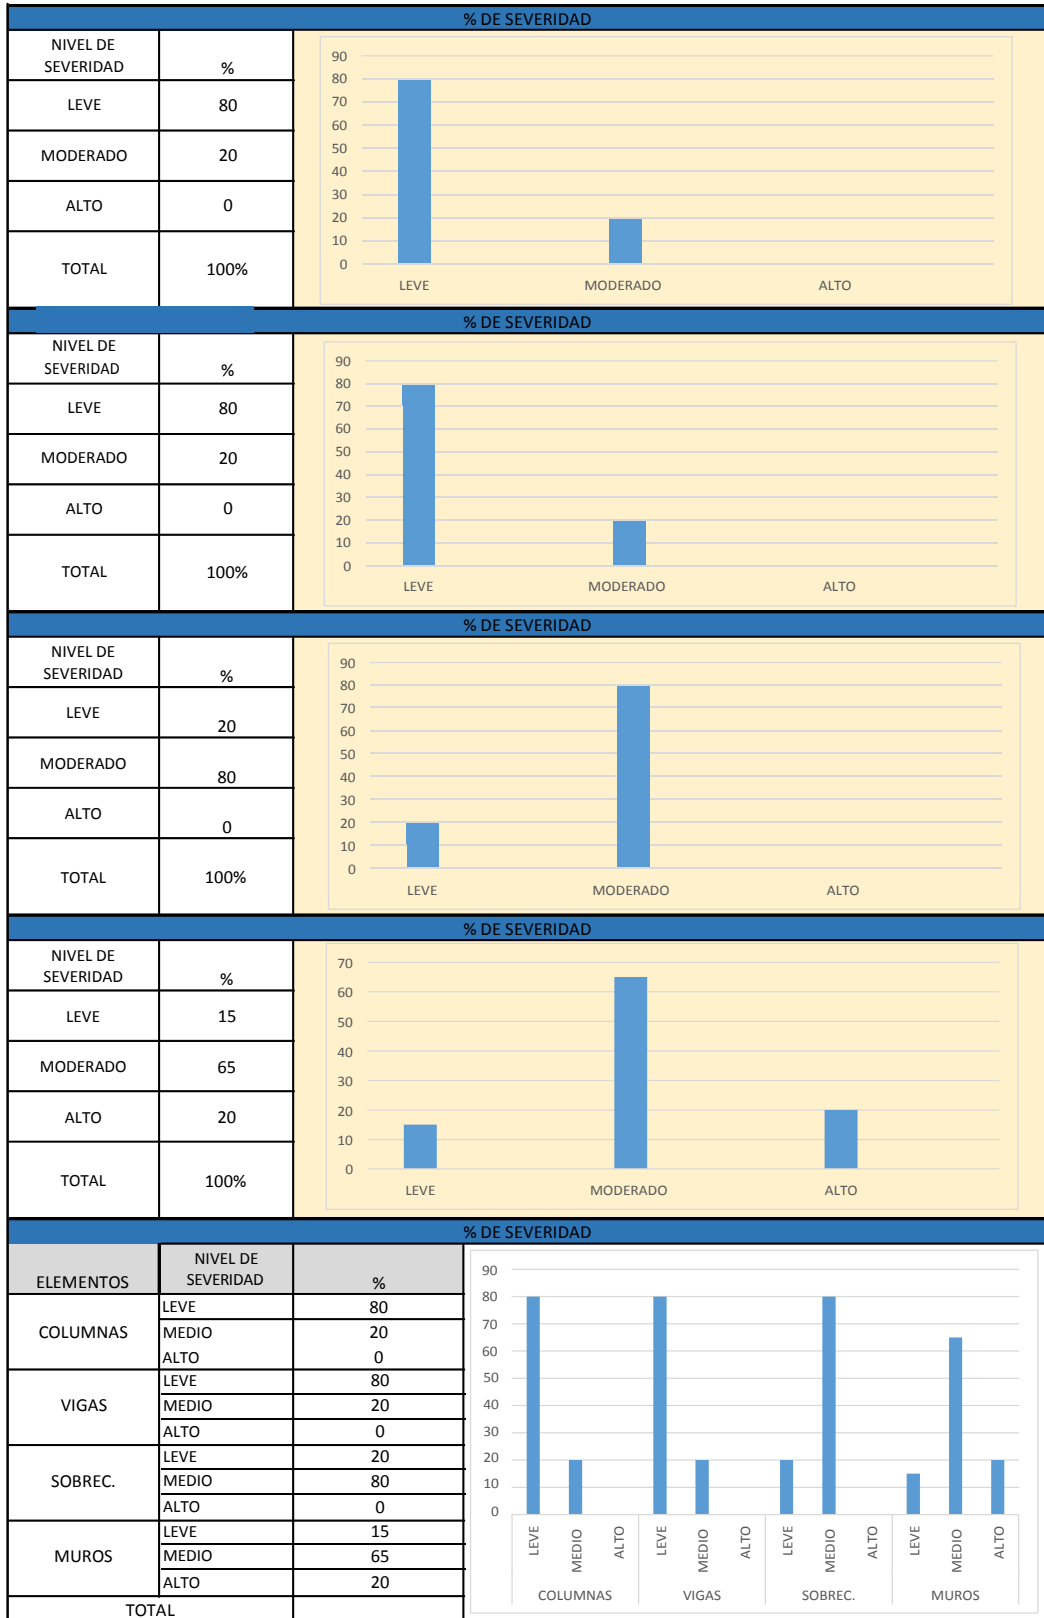 % DE SEVERIDAD
NIVEL DE
SEVERIDAD %
LEVE 80
MODERADO 20
ALTO 0
TOTAL 100%
90
80
70
60
50
40
30
20
10
0
LEVE MODERADO ALTO
% DE SEVERIDAD
NIVEL DE
SEVERIDAD %
LEVE 80
MODERADO 20
ALTO 0
TOTAL 100%
90
80
70
60
50
40
30
20
10
0
LEVE MODERADO ALTO
% DE SEVERIDAD
NIVEL DE
SEVERIDAD %
LEVE 20
MODERADO 80
ALTO 0
TOTAL 100%
90
80
70
60
50
40
30
20
10
0
LEVE MODERADO ALTO
% DE SEVERIDAD
NIVEL DE
SEVERIDAD %
LEVE 15
MODERADO 65
ALTO 20
TOTAL 100%
70
60
50
40
30
20
10
0
LEVE MODERADO ALTO
% DE SEVERIDAD
ELEMENTOS NIVEL DE
SEVERIDAD %
COLUMNAS
LEVE 80
MEDIO 20
ALTO 0
VIGAS
LEVE 80
MEDIO 20
ALTO 0
SOBREC.
LEVE 20
MEDIO 80
ALTO 0
MUROS
LEVE 15
MEDIO 65
ALTO 20
TOTAL
90
80
70
60
50
40
30
20
10
0
LEVE MEDIO ALTO LEVE MEDIO ALTO LEVE MEDIO ALTO LEVE MEDIO ALTO
COLUMNAS VIGAS SOBREC. MUROS